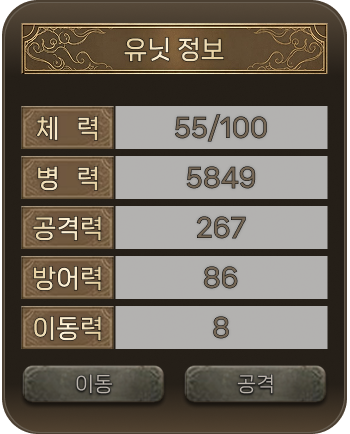 유닛 정보
체 력 55/100
병 력 5849
공격력 267
방어력 86
이동력 8
이동 공격